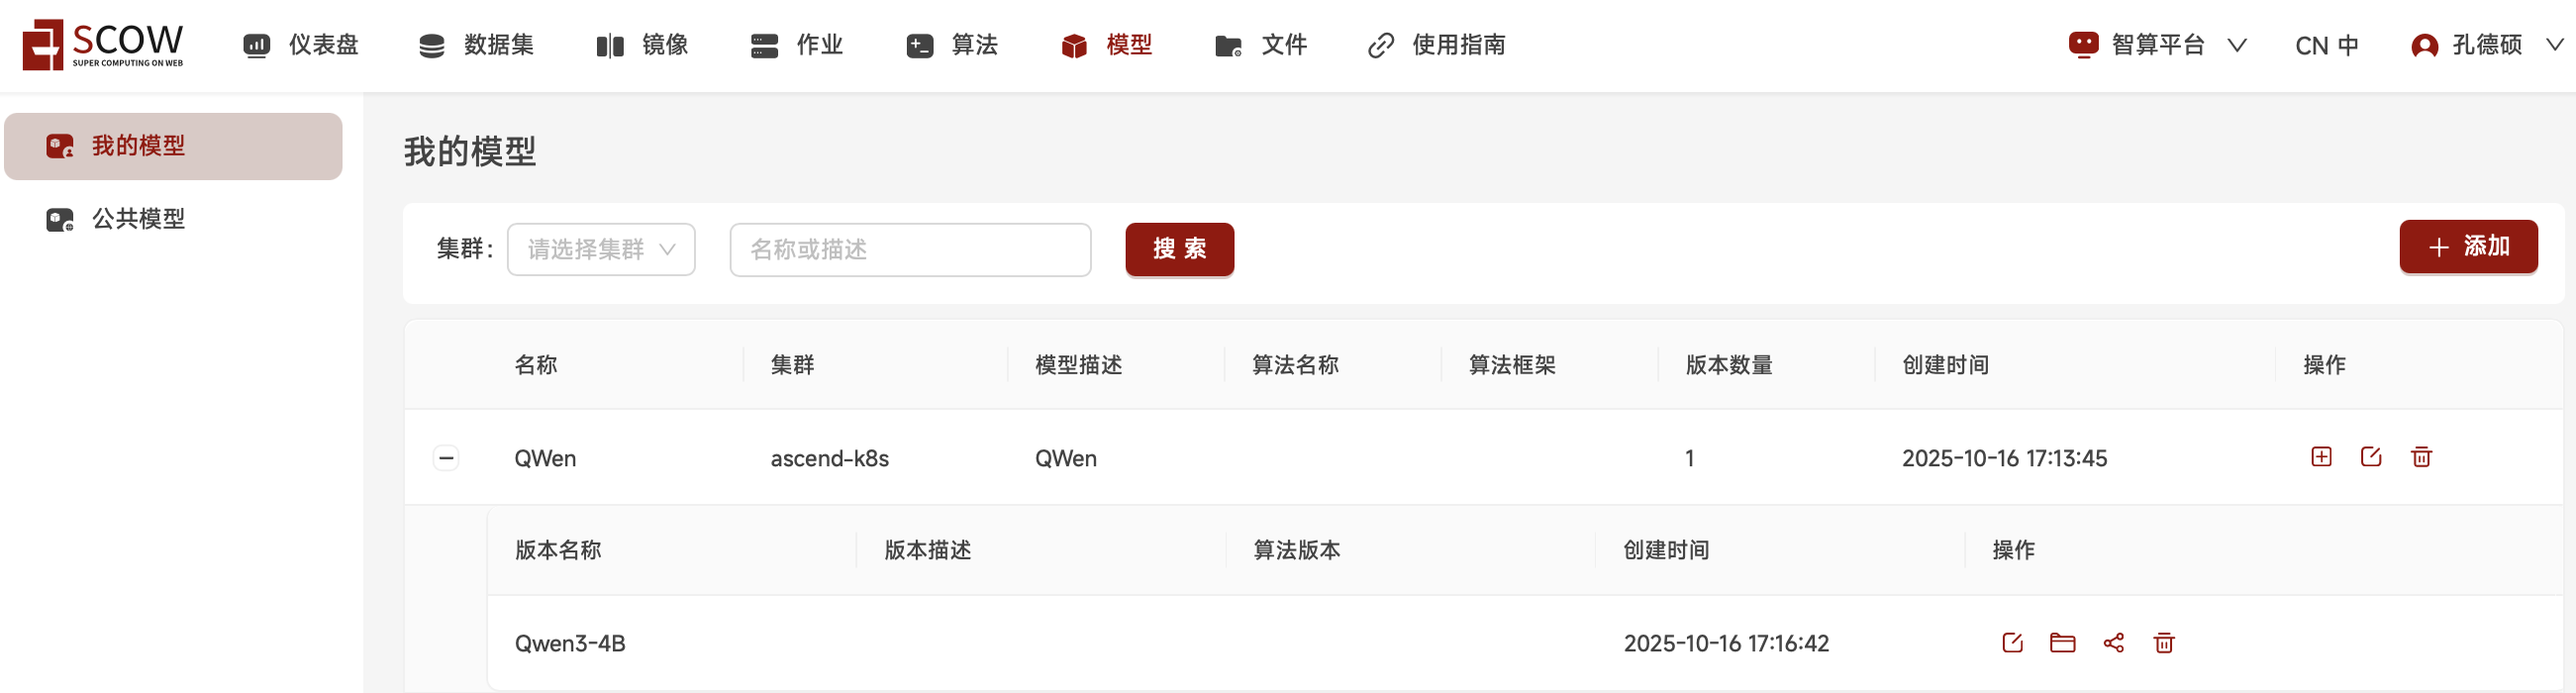 SCOW
SUPER COMPUTING ON WEB
仪表盘 数据集 镜像 作业 算法 模型 文件 使用指南 智算平台 CN 中 孔德硕
我的模型
公共模型
我的模型
集群： 请选择集群 名称或描述 搜 索 添加
名称 集群 模型描述 算法名称 算法框架 版本数量 创建时间 操作
QWen ascend-k8s QWen 1 2025-10-16 17:13:45
版本名称 版本描述 算法版本 创建时间 操作
Qwen3-4B 2025-10-16 17:16:42